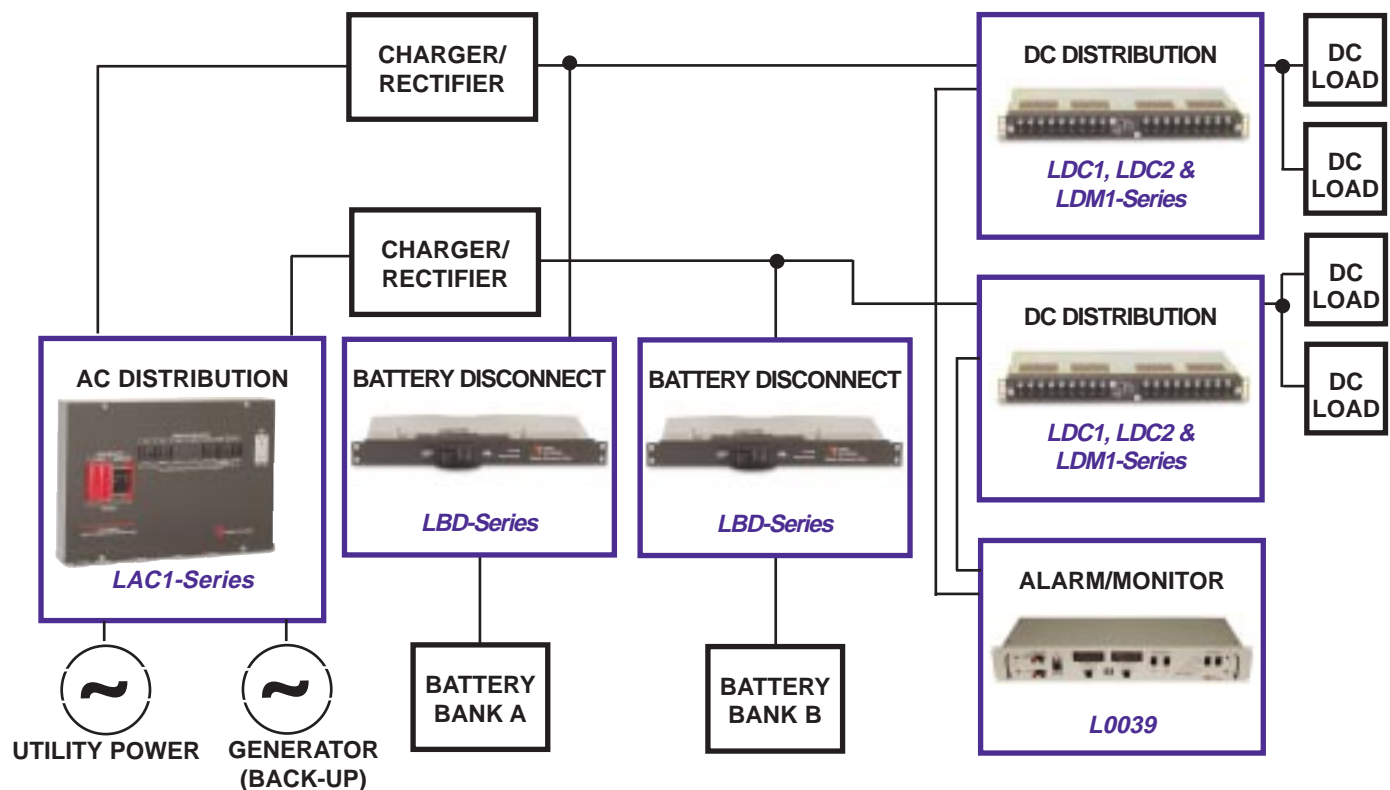 CHARGER/
RECTIFIER
DC DISTRIBUTION
LDC1, LDC2 &
LDM1-Series
DC
LOAD
DC
LOAD
CHARGER/
RECTIFIER
DC DISTRIBUTION
LDC1, LDC2 &
LDM1-Series
DC
LOAD
DC
LOAD
AC DISTRIBUTION
LAC1-Series
BATTERY DISCONNECT
LBD-Series
BATTERY DISCONNECT
LBD-Series
ALARM/MONITOR
L0039
BATTERY
BANK A
BATTERY
BANK B
~
UTILITY POWER
~
GENERATOR
(BACK-UP)